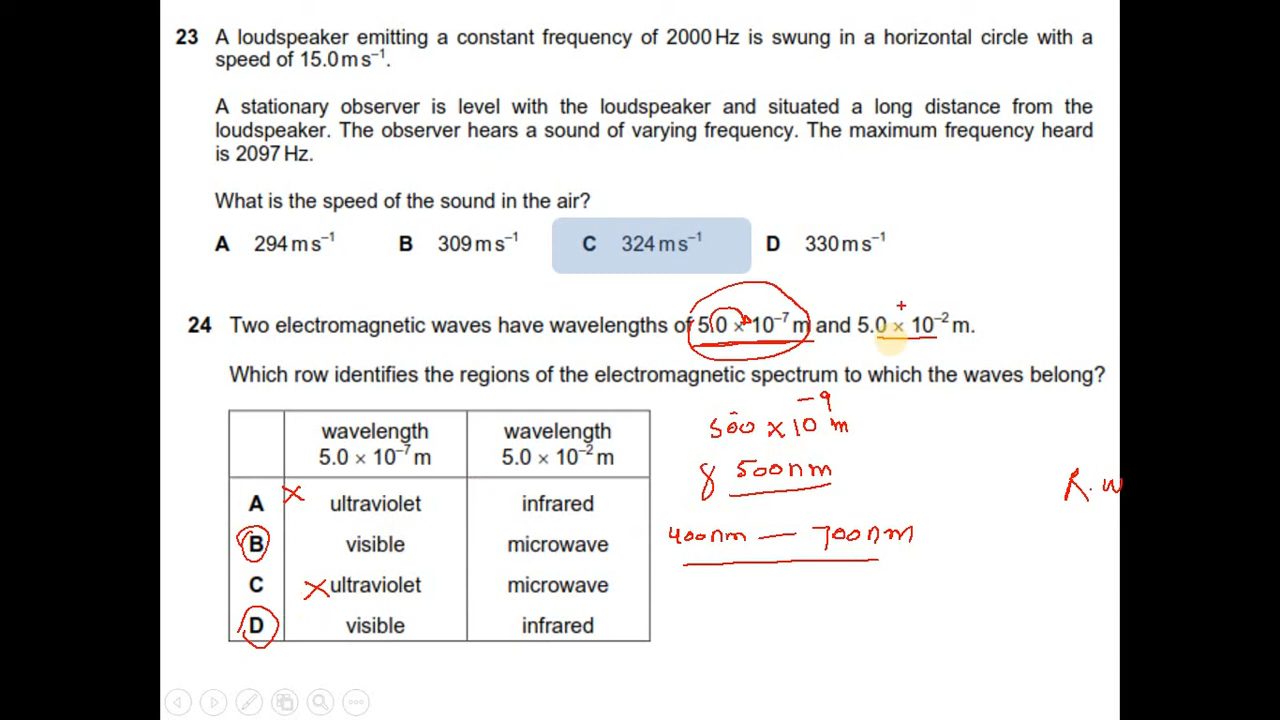 23 A loudspeaker emitting a constant frequency of 2000 Hz is swung in a horizontal circle with a
speed of 15.0 m s⁻¹.
A stationary observer is level with the loudspeaker and situated a long distance from the
loudspeaker. The observer hears a sound of varying frequency. The maximum frequency heard
is 2097 Hz.
What is the speed of the sound in the air?
A 294 m s⁻¹ B 309 m s⁻¹ C 324 m s⁻¹ D 330 m s⁻¹
24 Two electromagnetic waves have wavelengths of 5.0 × 10⁻⁷ m and 5.0 × 10⁻² m.
Which row identifies the regions of the electromagnetic spectrum to which the waves belong?
wavelength wavelength
5.0 × 10⁻⁷ m 5.0 × 10⁻² m
A ultraviolet infrared
B visible microwave
C ultraviolet microwave
D visible infrared
500 × 10⁻⁹ m
500nm
400nm — 700nm
R.W